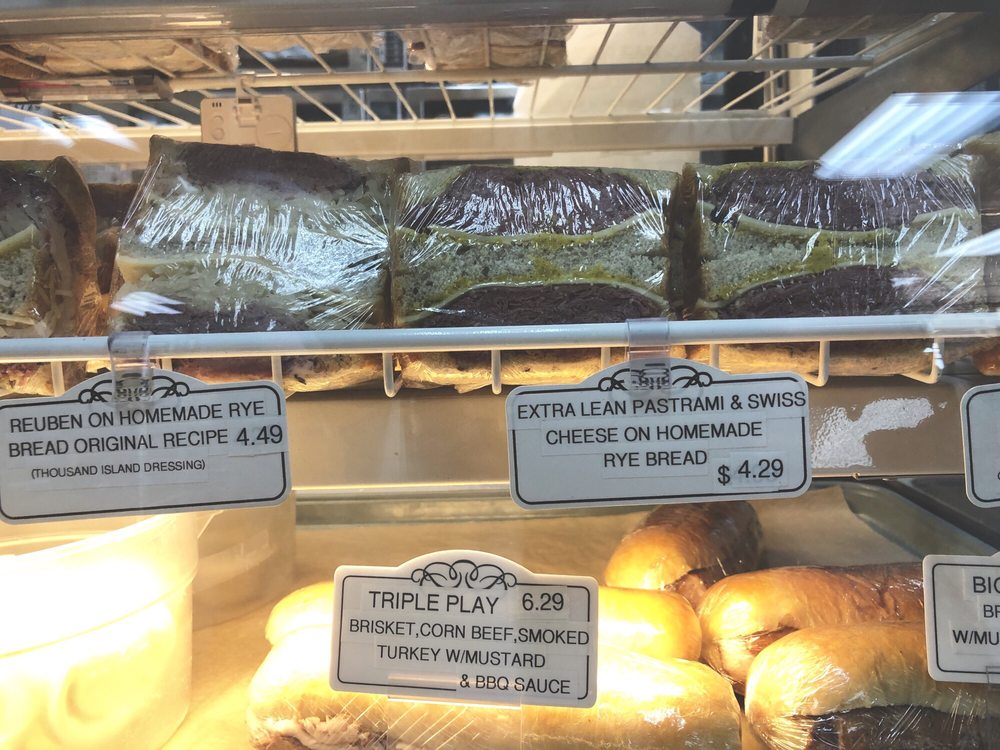 REUBEN ON HOMEMADE RYE
BREAD ORIGINAL RECIPE 4.49
(THOUSAND ISLAND DRESSING)
EXTRA LEAN PASTRAMI & SWISS
CHEESE ON HOMEMADE
RYE BREAD
$ 4.29
TRIPLE PLAY 6.29
BRISKET,CORN BEEF,SMOKED
TURKEY W/MUSTARD
& BBQ SAUCE
W/MU